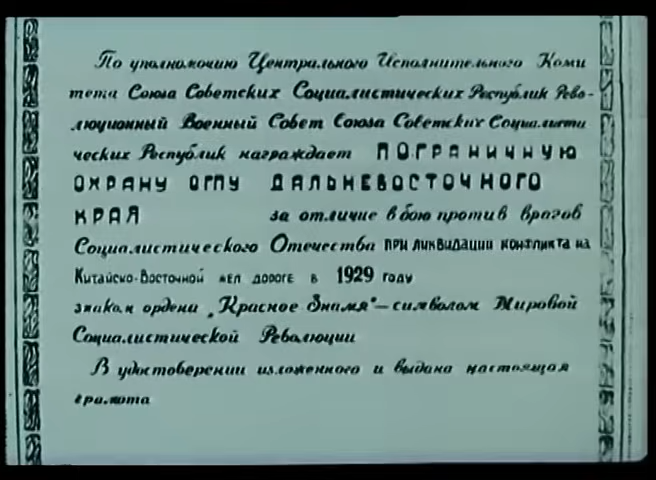 По уполномочию Центрального Исполнительного Коми
тета Союза Советских Социалистических Республик Рево-
люционный Военный Совет Союза Советских Социалисти
ческих Республик награждает ПОГРАНИЧНУЮ
ОХРАНУ ОГПУ ДАЛЬНЕВОСТОЧНОГО
КРАЯ за отличие в бою против врагов
Социалистического Отечества ПРИ ЛИКВИДАЦИИ КОНФЛИКТА НА
Китайско-Восточной ЖЕЛ ДОРОГЕ В 1929 ГОДУ
знаком ордена „Красное Знамя" — символом Мировой
Социалистической Революции
В удостоверении изложенного и выдана настоящая
грамота